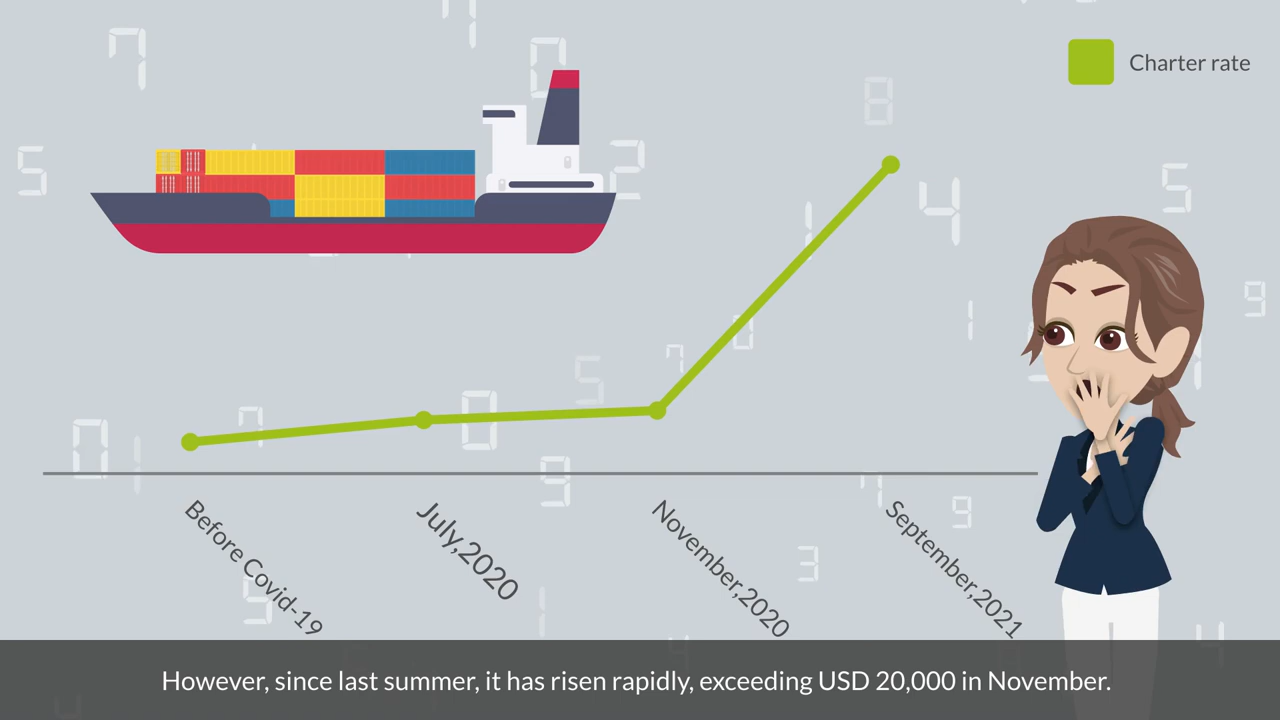 Charter rate
Before Covid-19
July,2020
November,2020
September,2021
However, since last summer, it has risen rapidly, exceeding USD 20,000 in November.